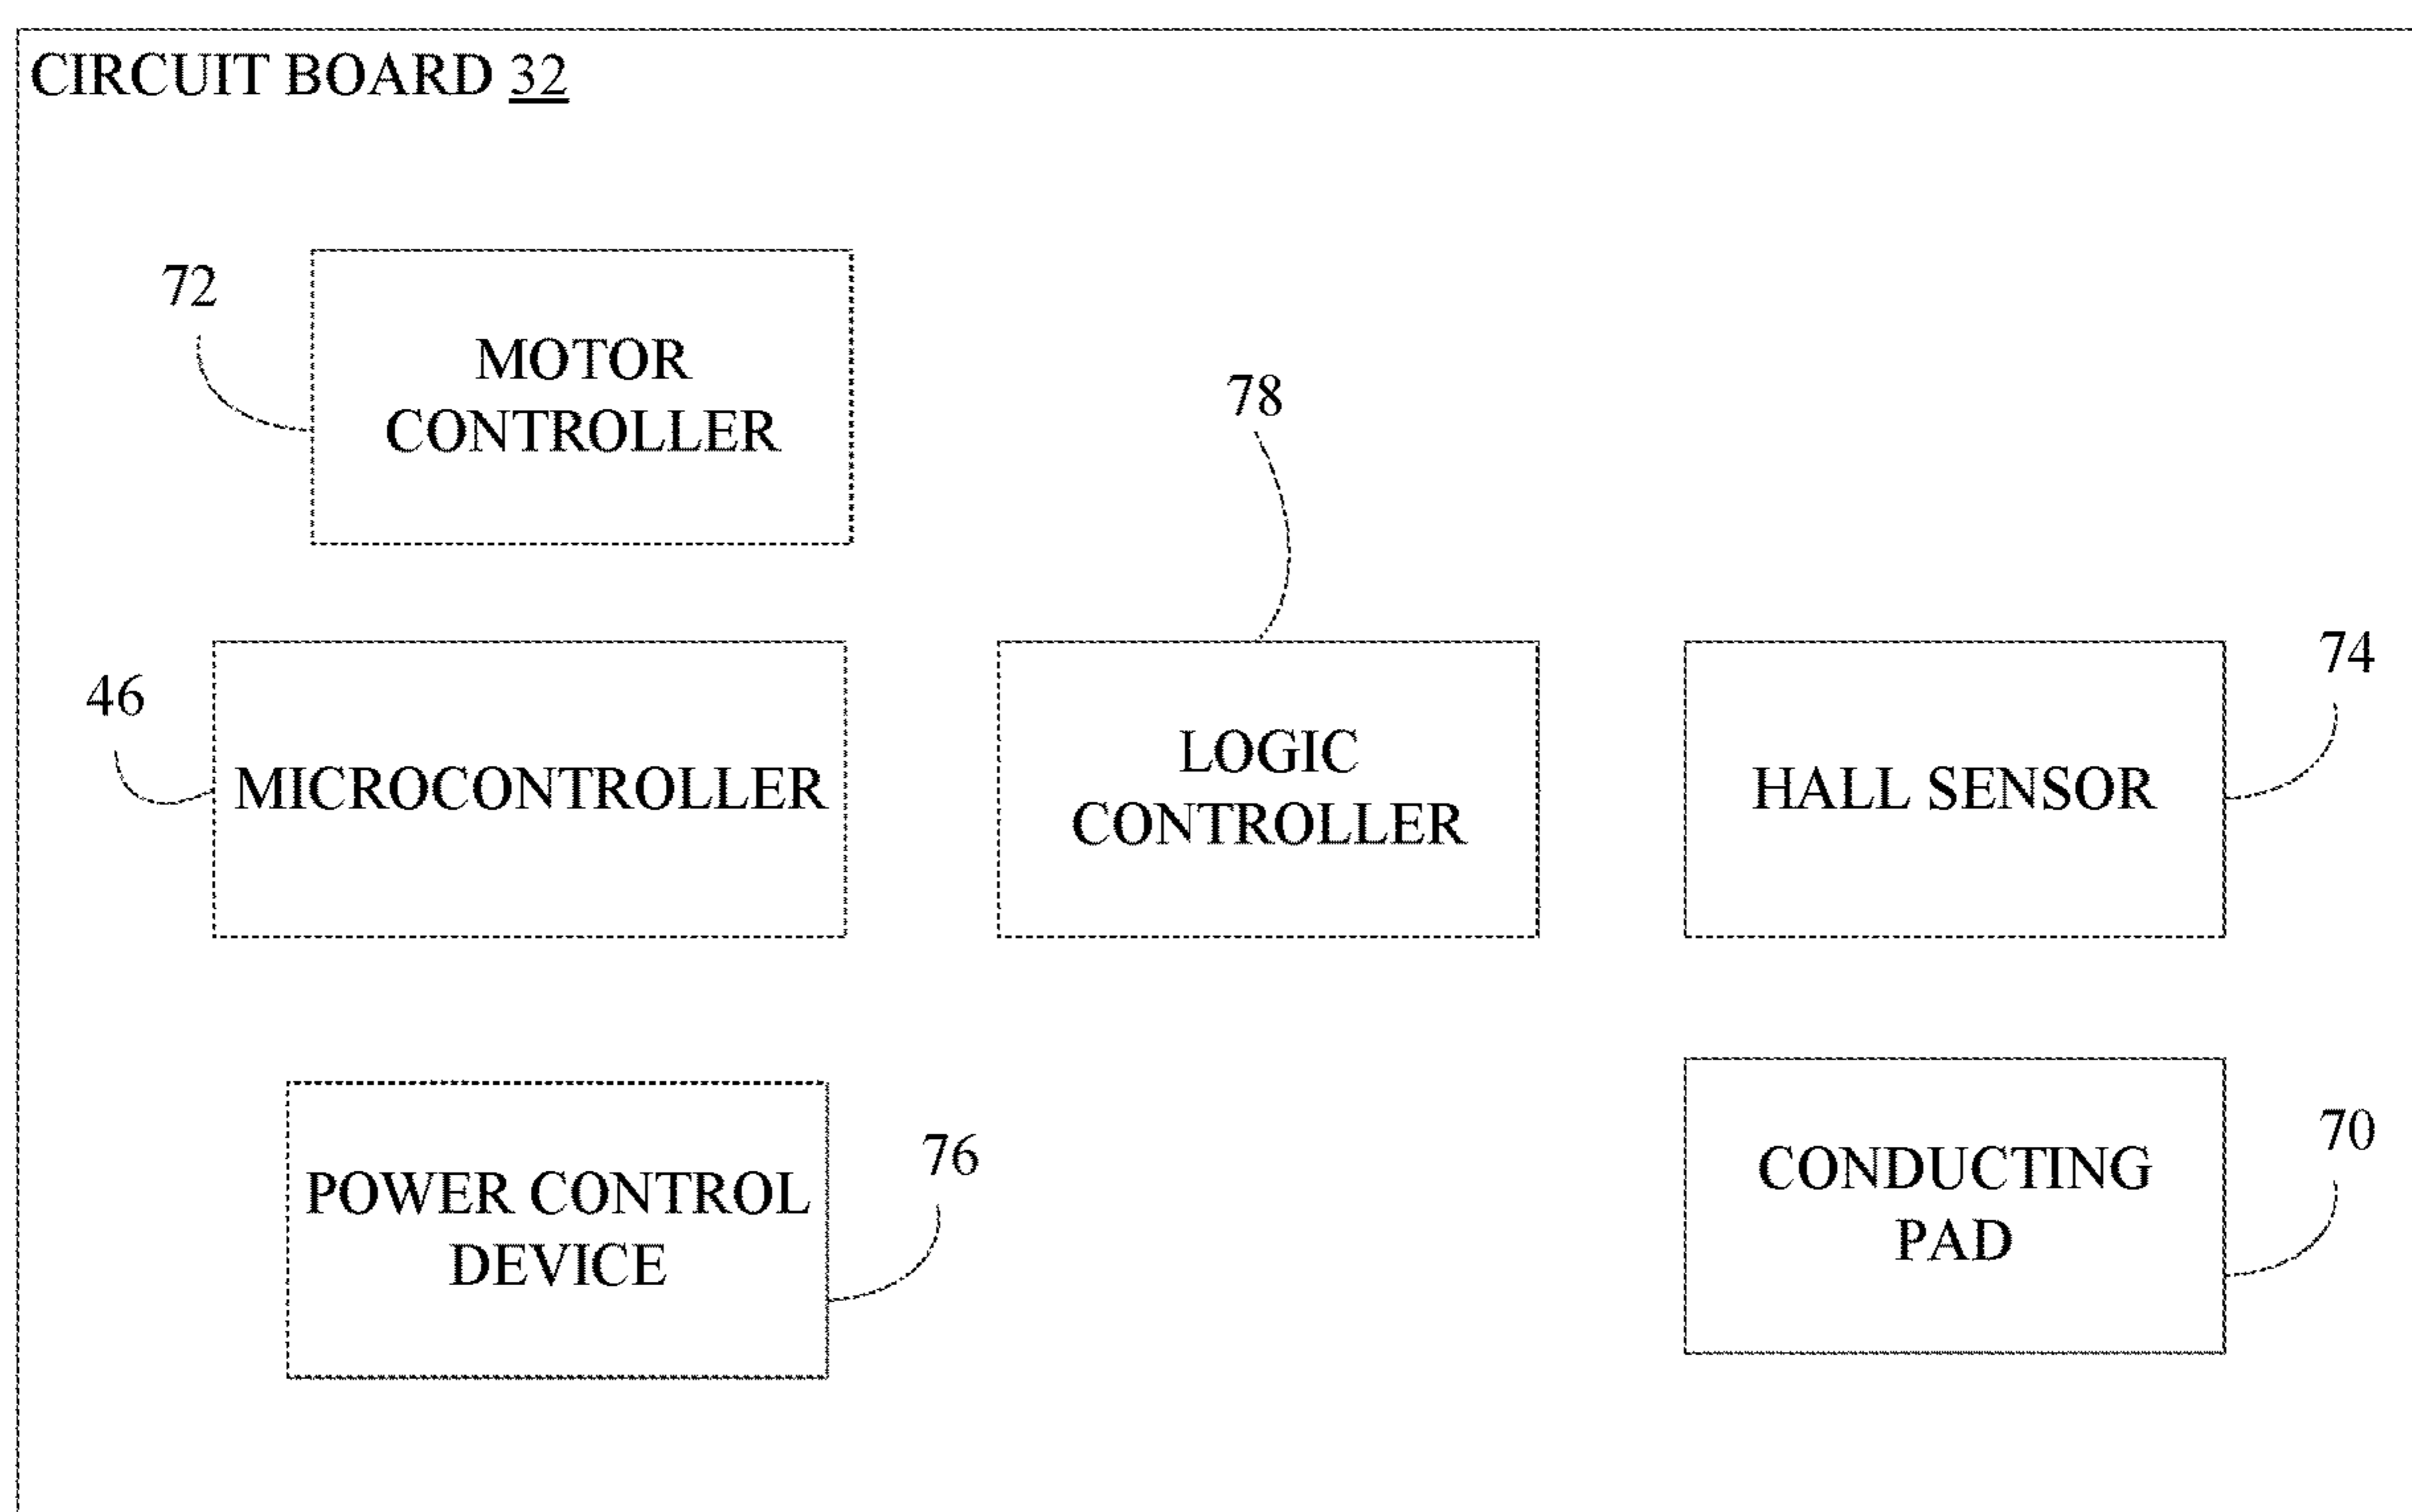 CIRCUIT BOARD 32
72
MOTOR
CONTROLLER
78
46
MICROCONTROLLER
LOGIC
CONTROLLER
74
HALL SENSOR
76
POWER CONTROL
DEVICE
70
CONDUCTING
PAD